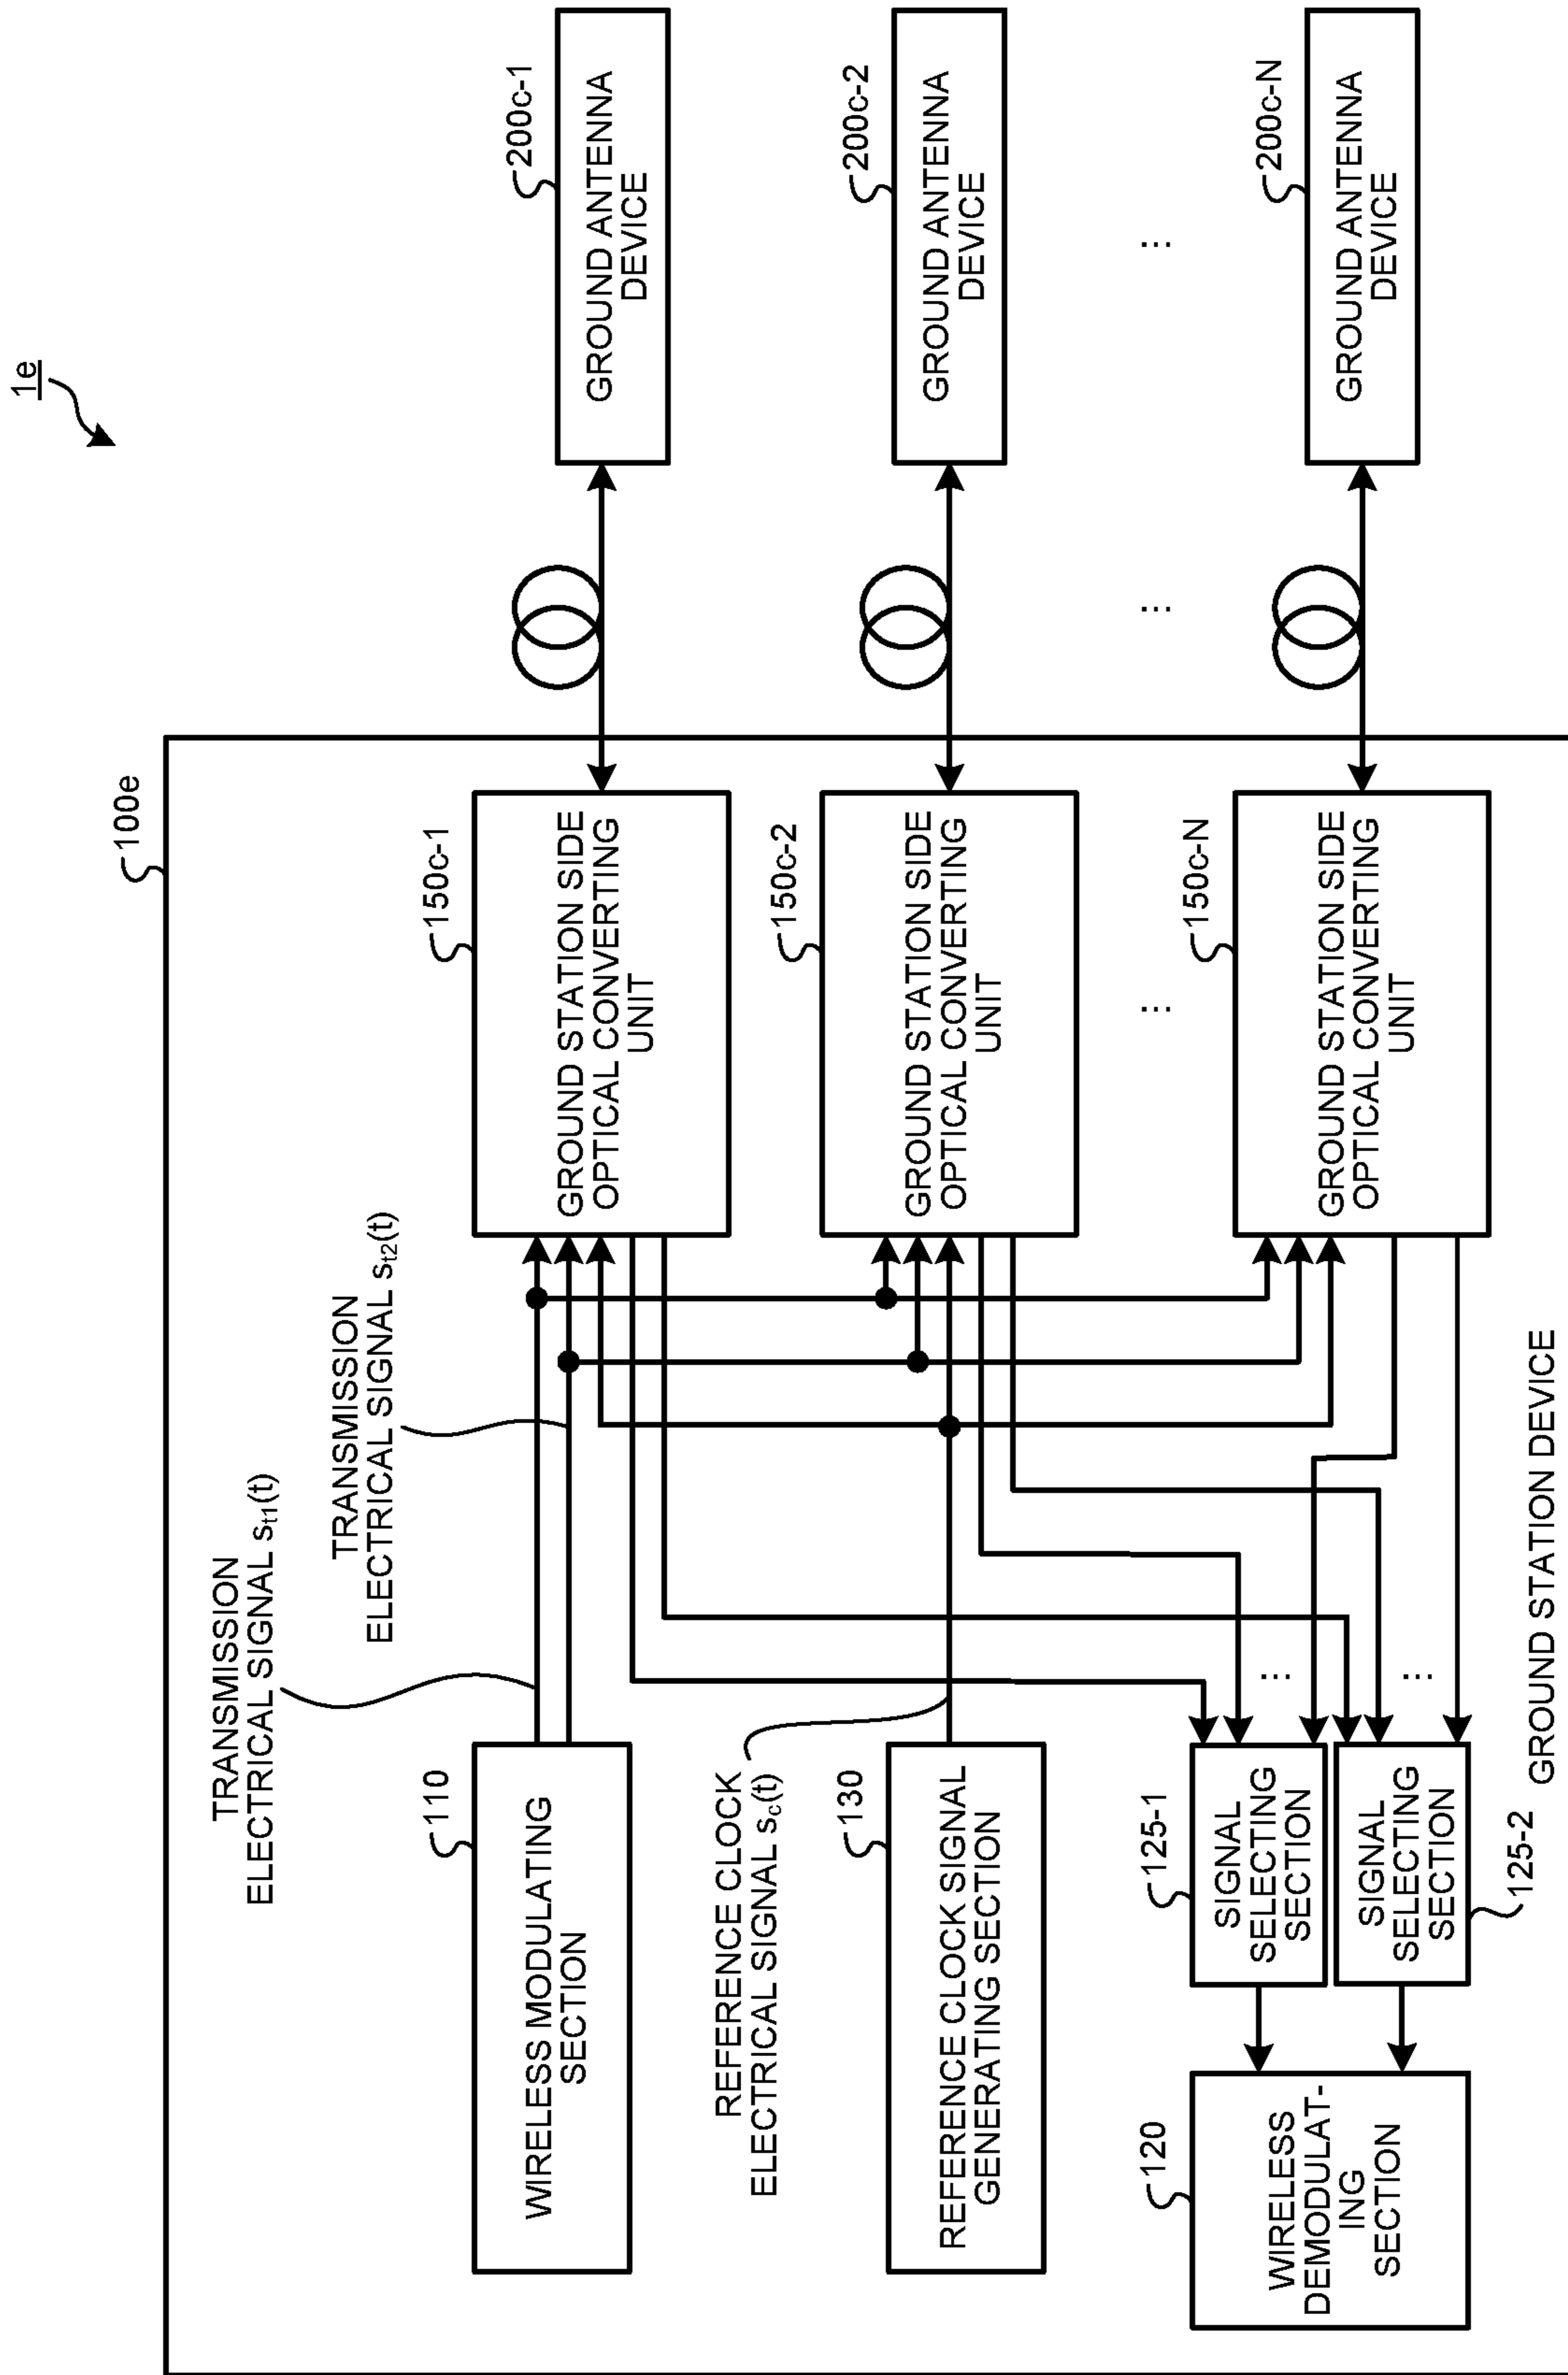 1e
100e
TRANSMISSION
ELECTRICAL SIGNAL st1(t)
TRANSMISSION
ELECTRICAL SIGNAL st2(t)
110
WIRELESS MODULATING
SECTION
150c-1
GROUND STATION SIDE
OPTICAL CONVERTING
UNIT
200c-1
GROUND ANTENNA
DEVICE
REFERENCE CLOCK
ELECTRICAL SIGNAL sc(t)
130
REFERENCE CLOCK SIGNAL
GENERATING SECTION
150c-2
GROUND STATION SIDE
OPTICAL CONVERTING
UNIT
200c-2
GROUND ANTENNA
DEVICE
...
...
...
120
WIRELESS
DEMODULAT-
ING
SECTION
125-1
SIGNAL
SELECTING
SECTION
...
SIGNAL
SELECTING
SECTION
125-2
...
150c-N
GROUND STATION SIDE
OPTICAL CONVERTING
UNIT
200c-N
GROUND ANTENNA
DEVICE
GROUND STATION DEVICE